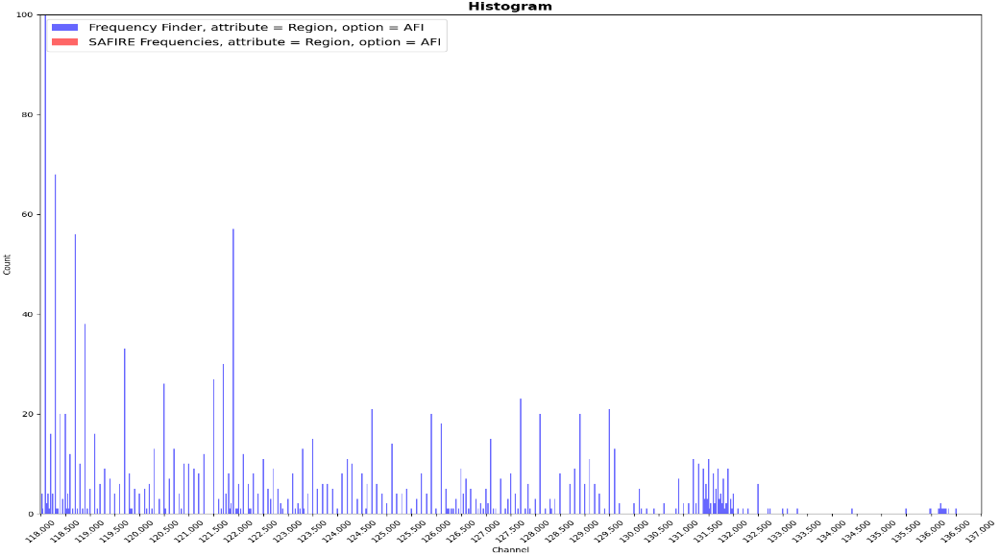 Histogram
Frequency Finder, attribute = Region, option = AFI
SAFIRE Frequencies, attribute = Region, option = AFI
100
80
60
40
20
0
Count
118.000 118.500 119.000 119.500 120.000 120.500 121.000 121.500 122.000 122.500 123.000 123.500 124.000 124.500 125.000 125.500 126.000 126.500 127.000 127.500 128.000 128.500 129.000 129.500 130.000 130.500 131.000 131.500 132.000 132.500 133.000 133.500 134.000 134.500 135.000 135.500 136.000 136.500 137.000
Channel